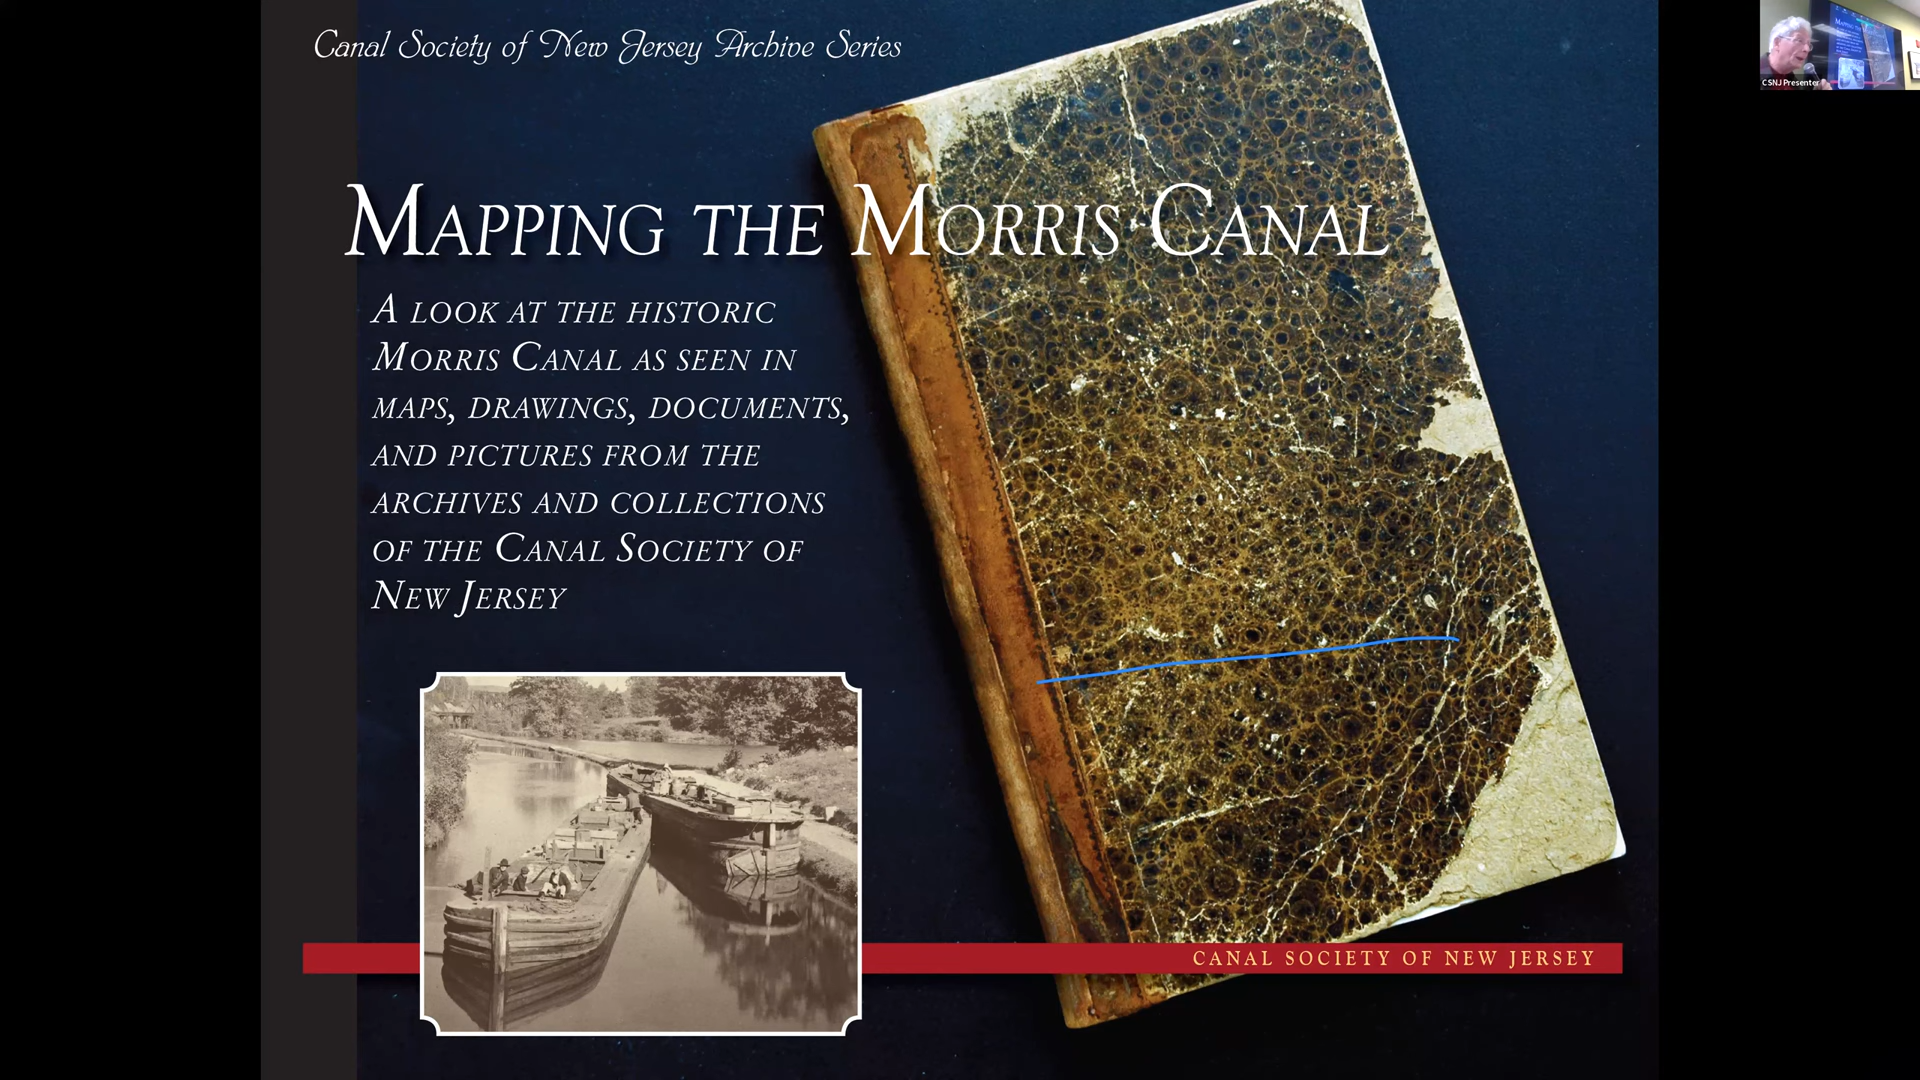 Canal Society of New Jersey Archive Series
CSNJ Presenter
MAPPING THE MORRIS CANAL
A LOOK AT THE HISTORIC
MORRIS CANAL AS SEEN IN
MAPS, DRAWINGS, DOCUMENTS,
AND PICTURES FROM THE
ARCHIVES AND COLLECTIONS
OF THE CANAL SOCIETY OF
NEW JERSEY
CANAL SOCIETY OF NEW JERSEY